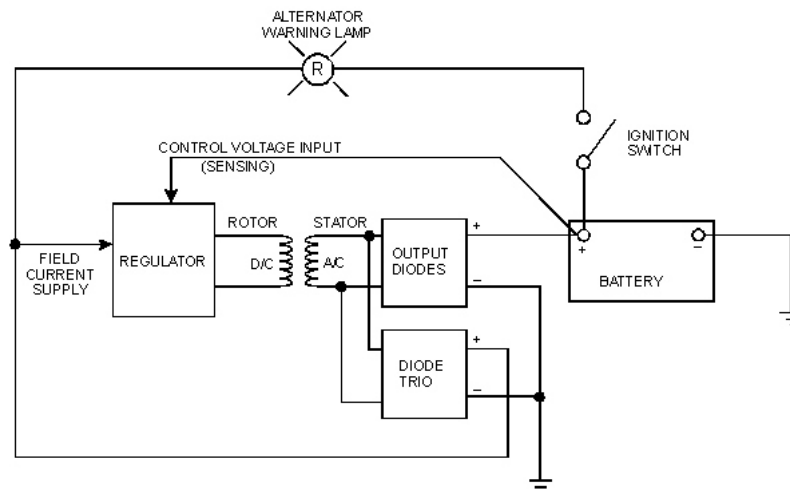 ALTERNATOR
WARNING LAMP
R
IGNITION
SWITCH
CONTROL VOLTAGE INPUT
(SENSING)
ROTOR
STATOR
+
OUTPUT
DIODES
–
+
–
BATTERY
REGULATOR
D/C
A/C
FIELD
CURRENT
SUPPLY
+
DIODE
TRIO
–